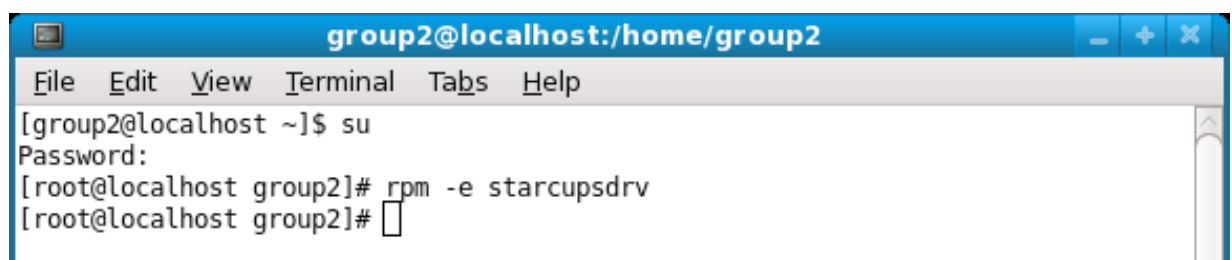 group2@localhost:/home/group2
File Edit View Terminal Tabs Help
[group2@localhost ~]$ su
Password:
[root@localhost group2]# rpm -e starcupsdrv
[root@localhost group2]#